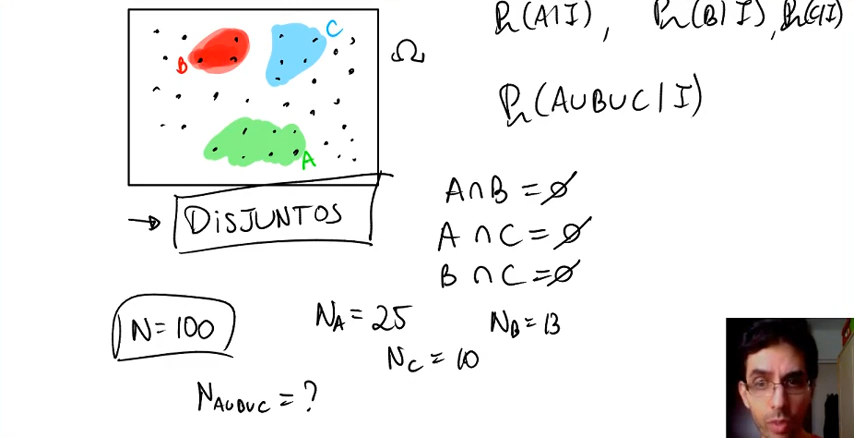 Pr(A|I), Pr(B|I), Pr(C|I)
B C Ω
Pr(A∪B∪C|I)
A
→ DISJUNTOS
A∩B = ∅
A∩C = ∅
B∩C = ∅
N = 100 N_A = 25 N_B = 13
N_C = 10
N_A∪B∪C = ?